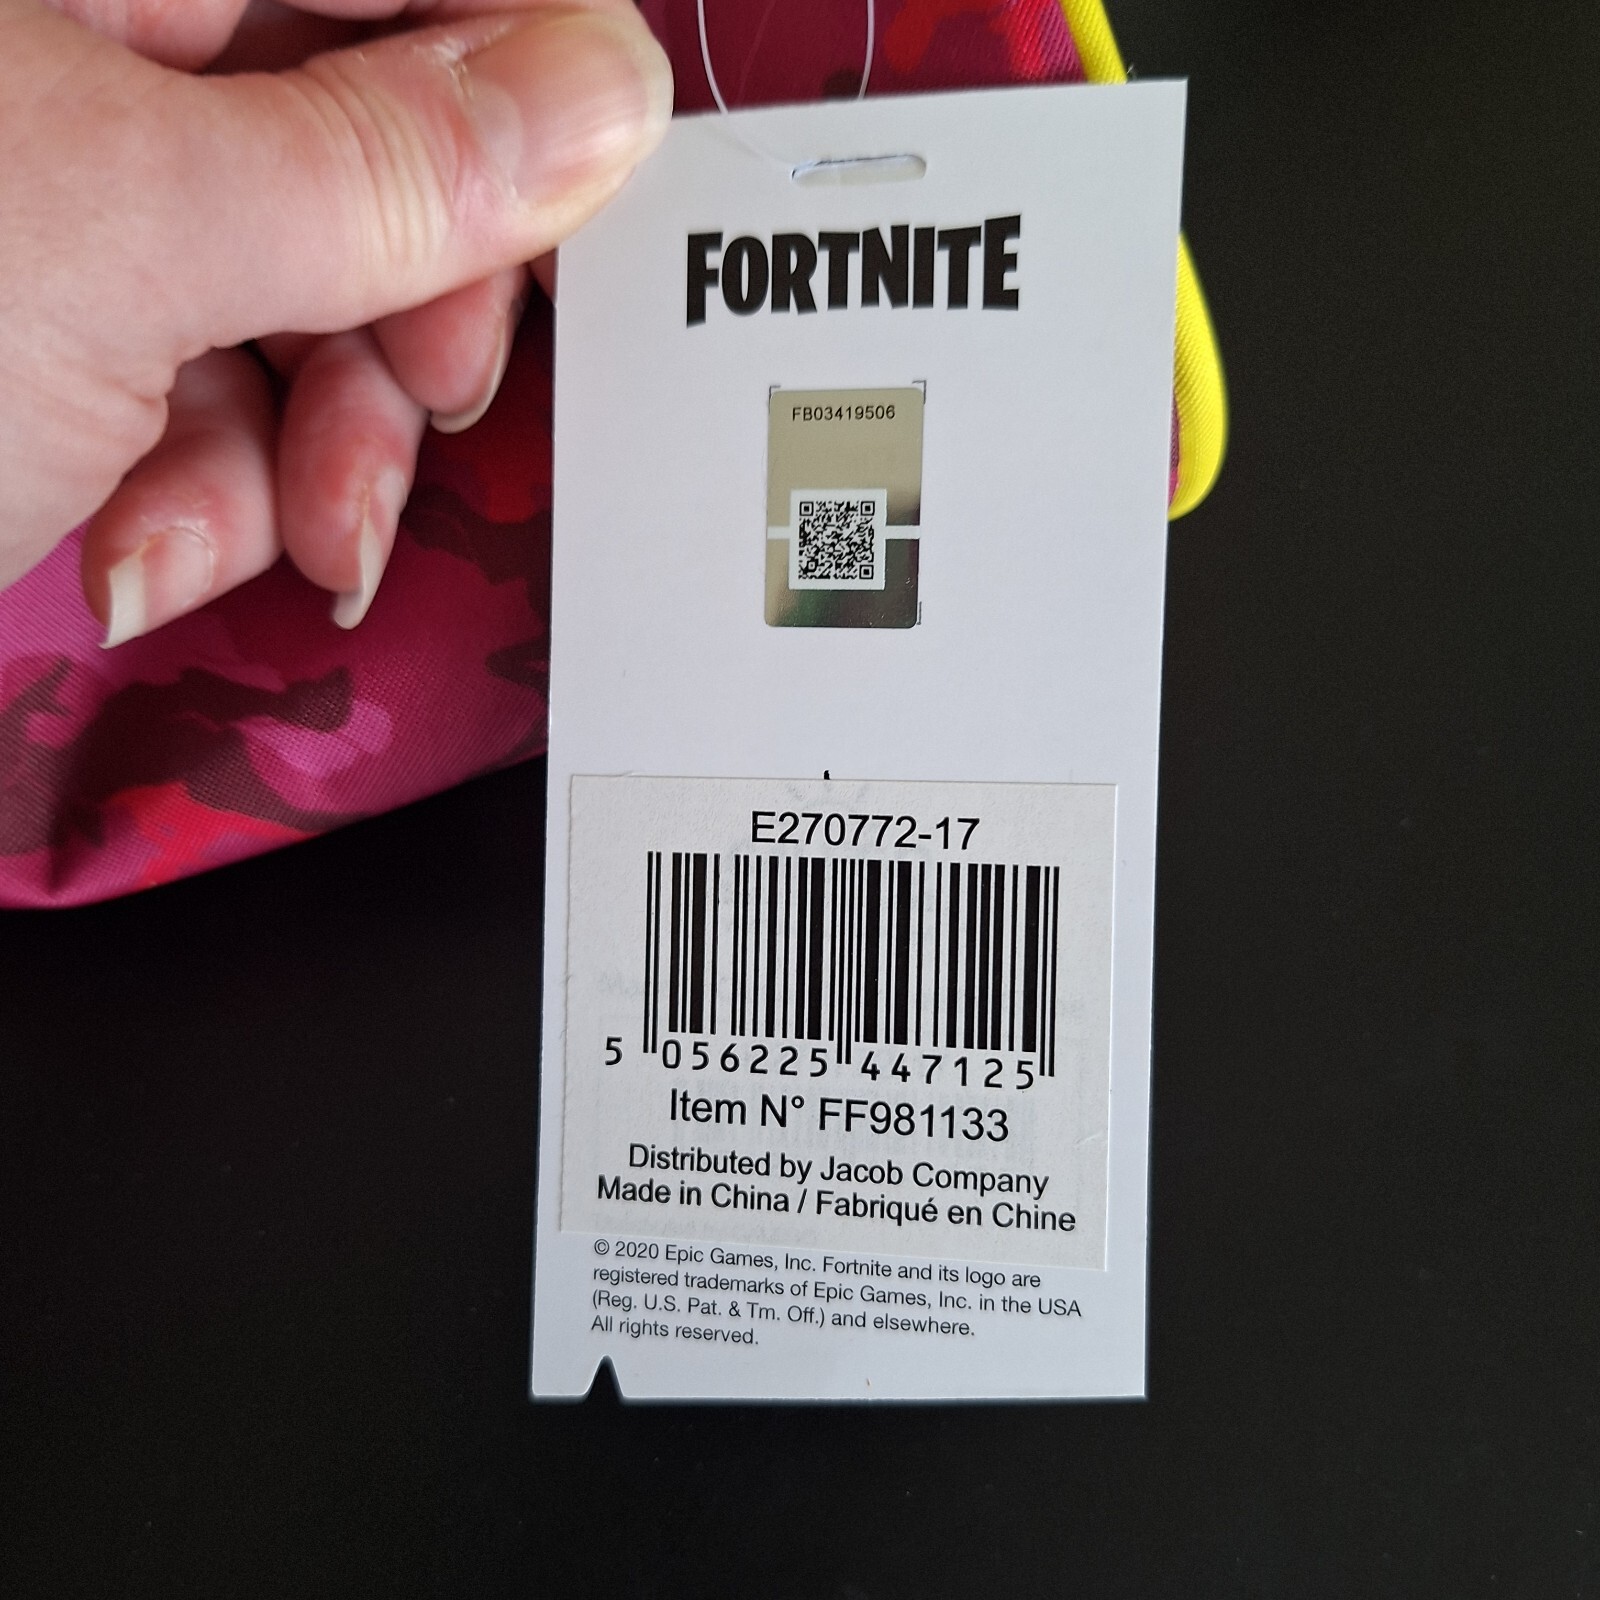 FORTNITE
FB03419506
E270772-17
5 056225 447125
Item N° FF981133
Distributed by Jacob Company
Made in China / Fabriqué en Chine
© 2020 Epic Games, Inc. Fortnite and its logo are
registered trademarks of Epic Games, Inc. in the USA
(Reg. U.S. Pat. & Tm. Off.) and elsewhere.
All rights reserved.